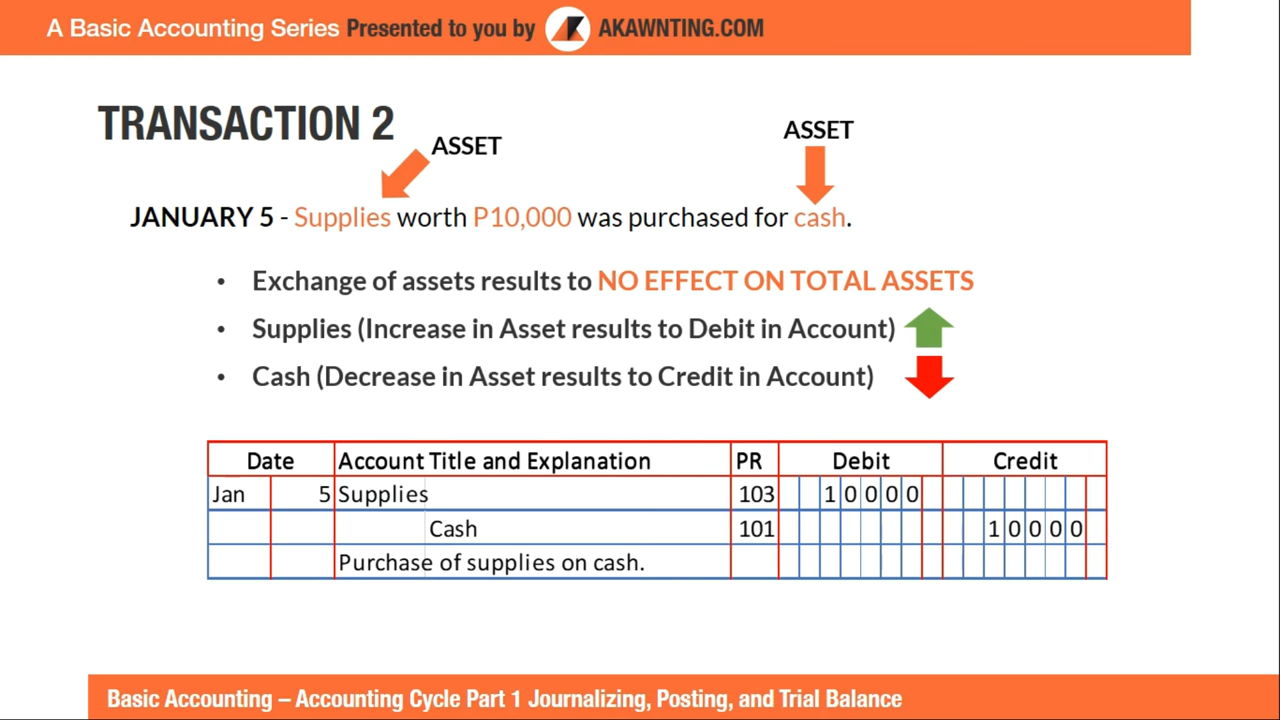 A Basic Accounting Series Presented to you by AKAWNTING.COM
TRANSACTION 2
ASSET
ASSET
JANUARY 5 - Supplies worth P10,000 was purchased for cash.
• Exchange of assets results to NO EFFECT ON TOTAL ASSETS
• Supplies (Increase in Asset results to Debit in Account)
• Cash (Decrease in Asset results to Credit in Account)
Date Account Title and Explanation PR Debit Credit
Jan 5 Supplies 103 10000
Cash 101 10000
Purchase of supplies on cash.
Basic Accounting – Accounting Cycle Part 1 Journalizing, Posting, and Trial Balance